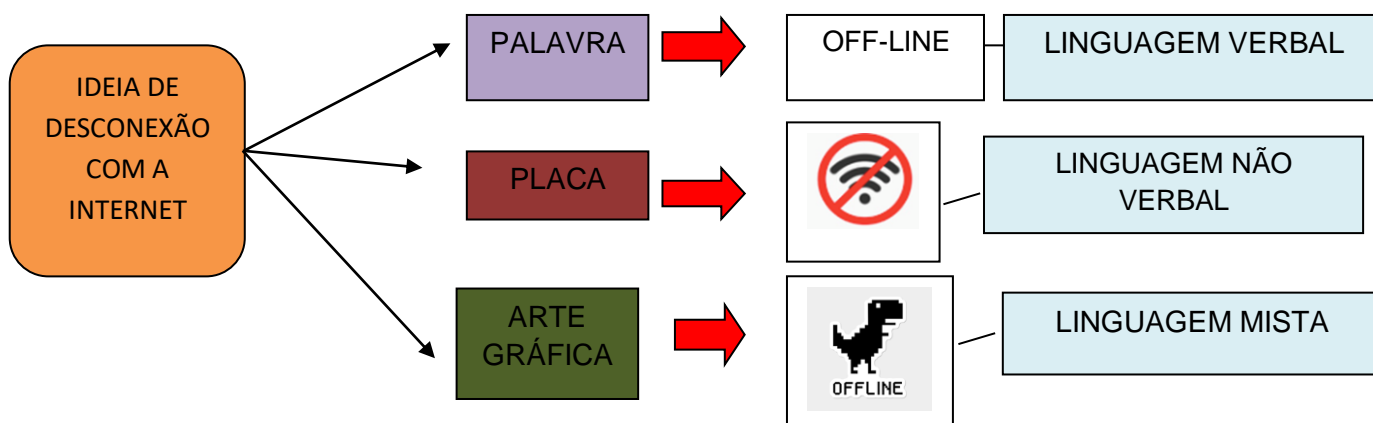 IDEIA DE
DESCONEXÃO
COM A
INTERNET
PALAVRA
OFF-LINE
LINGUAGEM VERBAL
PLACA
LINGUAGEM NÃO
VERBAL
ARTE
GRÁFICA
OFFLINE
LINGUAGEM MISTA